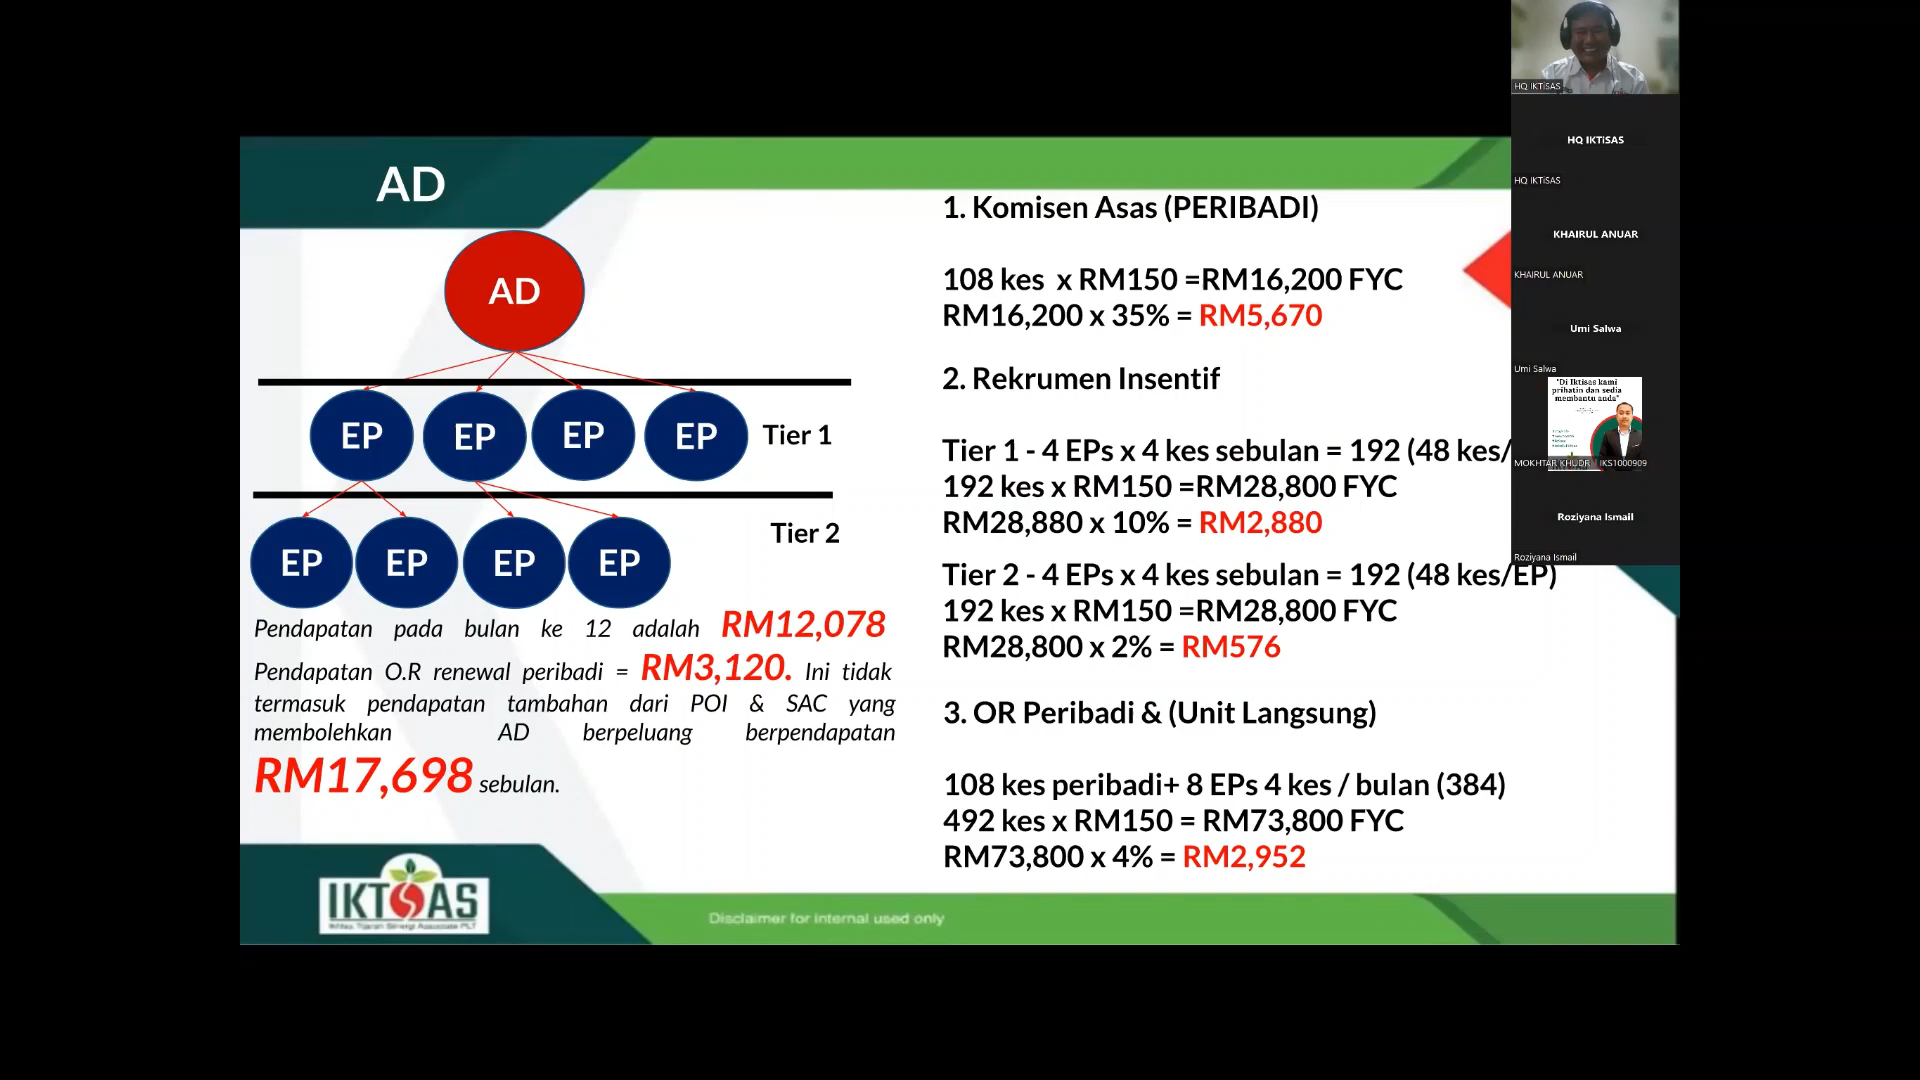 AD
AD
EP
EP
EP
EP
Tier 1
Tier 2
EP
EP
EP
EP
Pendapatan pada bulan ke 12 adalah RM12,078
Pendapatan O.R renewal peribadi = RM3,120. Ini tidak
termasuk pendapatan tambahan dari POI & SAC yang
membolehkan AD berpeluang berpendapatan
RM17,698 sebulan.
IKTSAS
Disclaimer for internal used only
1. Komisen Asas (PERIBADI)
108 kes x RM150 =RM16,200 FYC
RM16,200 x 35% = RM5,670
2. Rekrumen Insentif
Tier 1 - 4 EPs x 4 kes sebulan = 192 (48 kes/
192 kes x RM150 =RM28,800 FYC
RM28,880 x 10% = RM2,880
Tier 2 - 4 EPs x 4 kes sebulan = 192 (48 kes/EP)
192 kes x RM150 =RM28,800 FYC
RM28,800 x 2% = RM576
3. OR Peribadi & (Unit Langsung)
108 kes peribadi+ 8 EPs 4 kes / bulan (384)
492 kes x RM150 = RM73,800 FYC
RM73,800 x 4% = RM2,952
HQ IKTiSAS
HQ IKTiSAS
HQ IKTiSAS
KHAIRUL ANUAR
KHAIRUL ANUAR
Umi Salwa
Umi Salwa
"Di Iktisas kami
prihatin dan sedia
membantu anda"
MOKHTAR KHUDRI IKS1000909
Roziyana Ismail
Roziyana Ismail